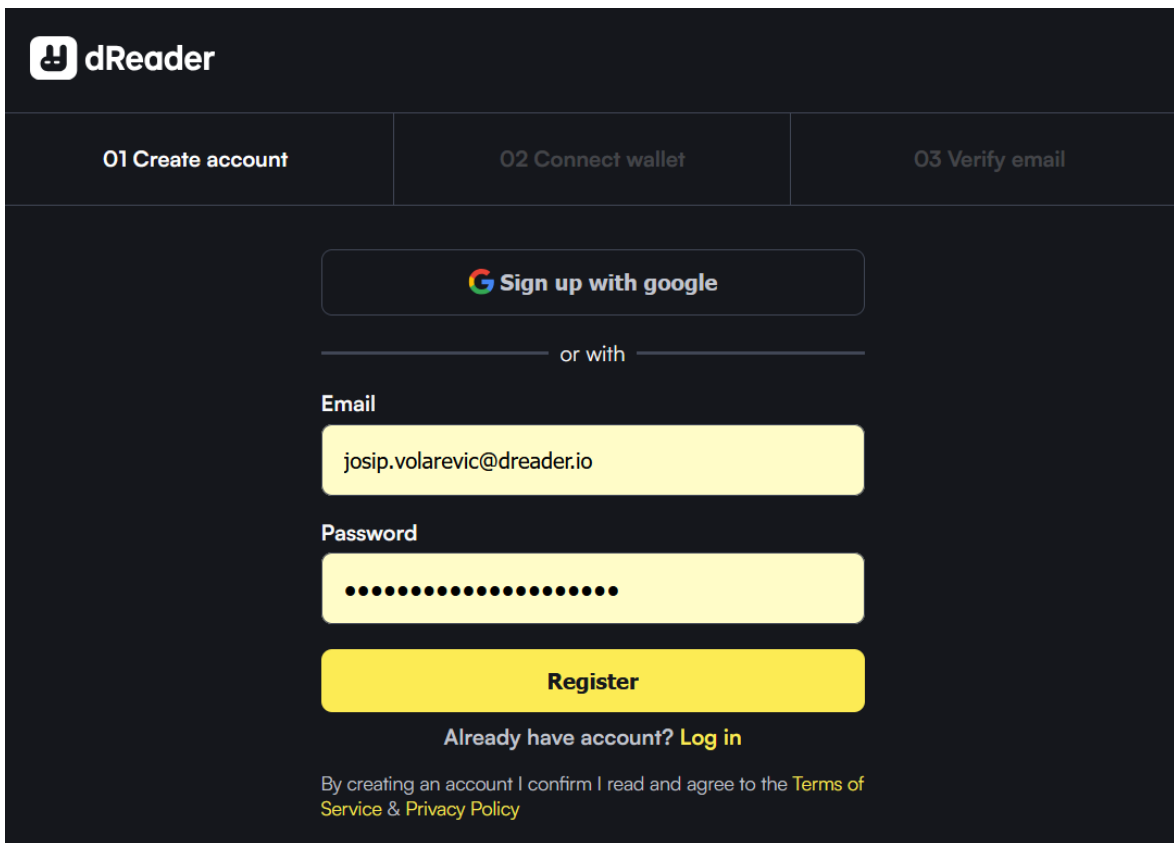 dReader
01 Create account
02 Connect wallet
03 Verify email
Sign up with google
or with
Email
josip.volarevic@dreader.io
Password
•••••••••••••••••••••
Register
Already have account? Log in
By creating an account I confirm I read and agree to the Terms of
Service & Privacy Policy